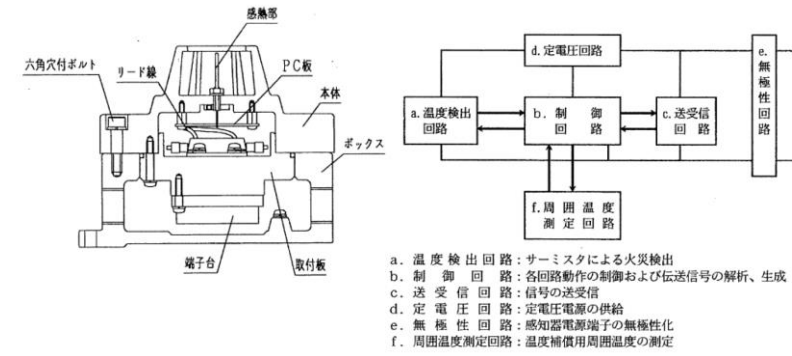 感熱部
六角穴付ボルト
リード線
PC板
本体
ボックス
端子台
取付板
d.定電圧回路
a.温度検出
回路
b.制御
回路
c.送受信
回路
e.
無極性回路
f.周囲温度
測定回路
a.温度検出回路：サーミスタによる火災検出
b.制御回路：各回路動作の制御および伝送信号の解析、生成
c.送受信回路：信号の送受信
d.定電圧回路：定電圧電源の供給
e.無極性回路：感知器電源端子の無極性化
f.周囲温度測定回路：温度補償用周囲温度の測定